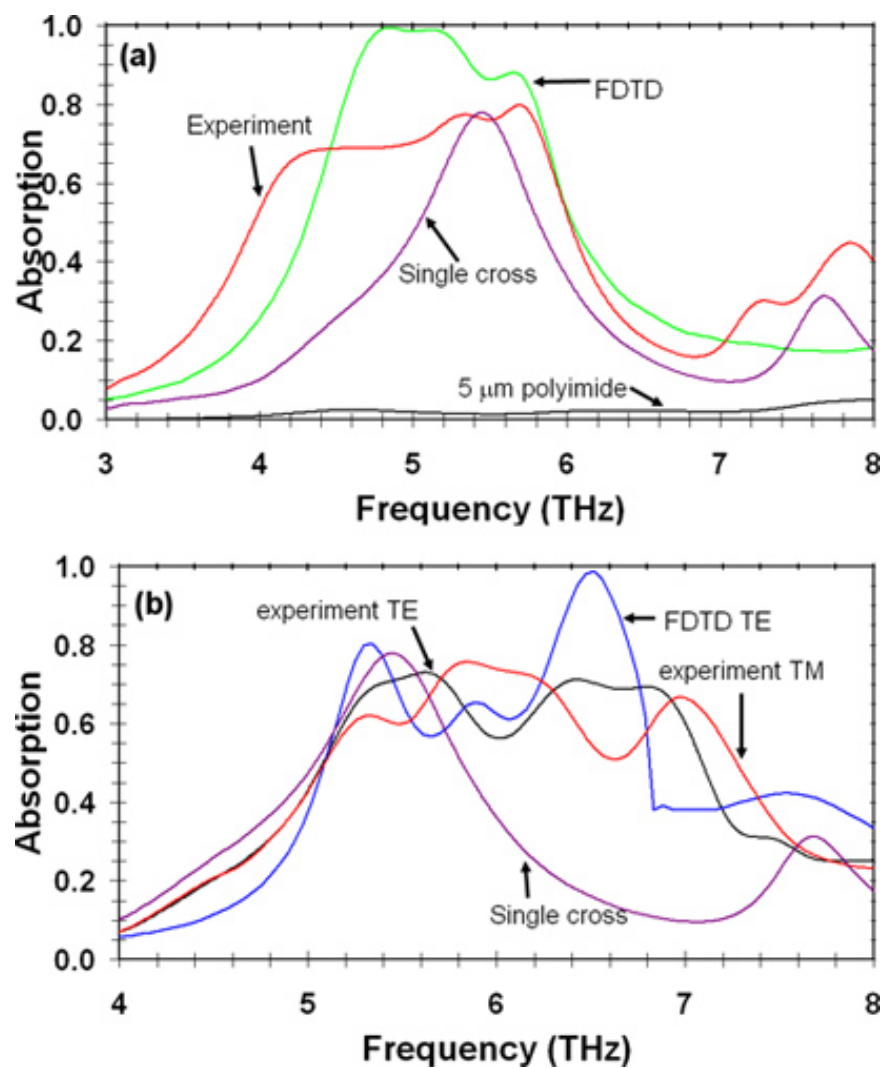 1.0
(a)
FDTD
0.8
Experiment
0.6
Absorption
0.4
Single cross
0.2
5 μm polyimide
0.0
3 4 5 6 7 8
Frequency (THz)
1.0
(b)
experiment TE
FDTD TE
0.8
experiment TM
0.6
Absorption
0.4
0.2
Single cross
0.0
4 5 6 7 8
Frequency (THz)